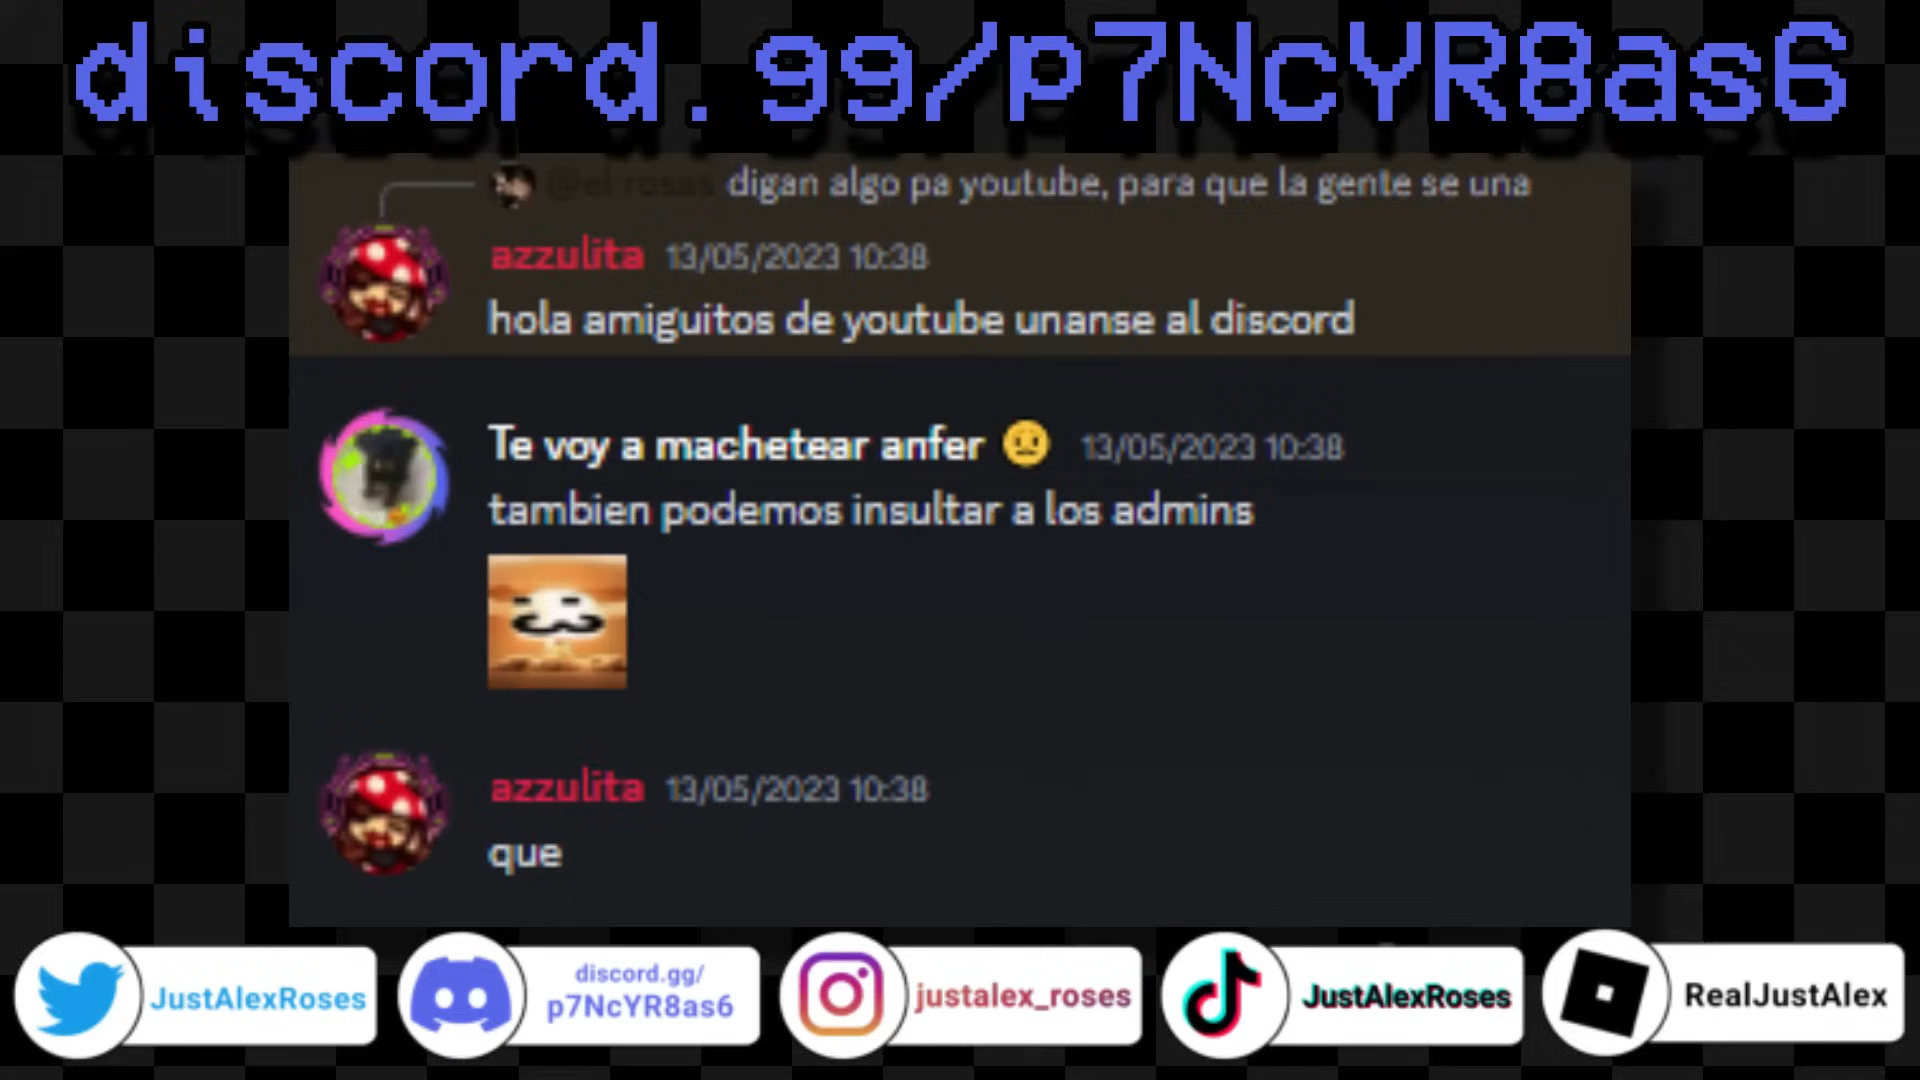 discord.gg/p7NcYR8as6
@el rosas digan algo pa youtube, para que la gente se una
azzulita 13/05/2023 10:38
hola amiguitos de youtube unanse al discord
Te voy a machetear anfer 😐 13/05/2023 10:38
tambien podemos insultar a los admins
azzulita 13/05/2023 10:38
que
JustAlexRoses
discord.gg/
p7NcYR8as6
justalex_roses
JustAlexRoses
RealJustAlex